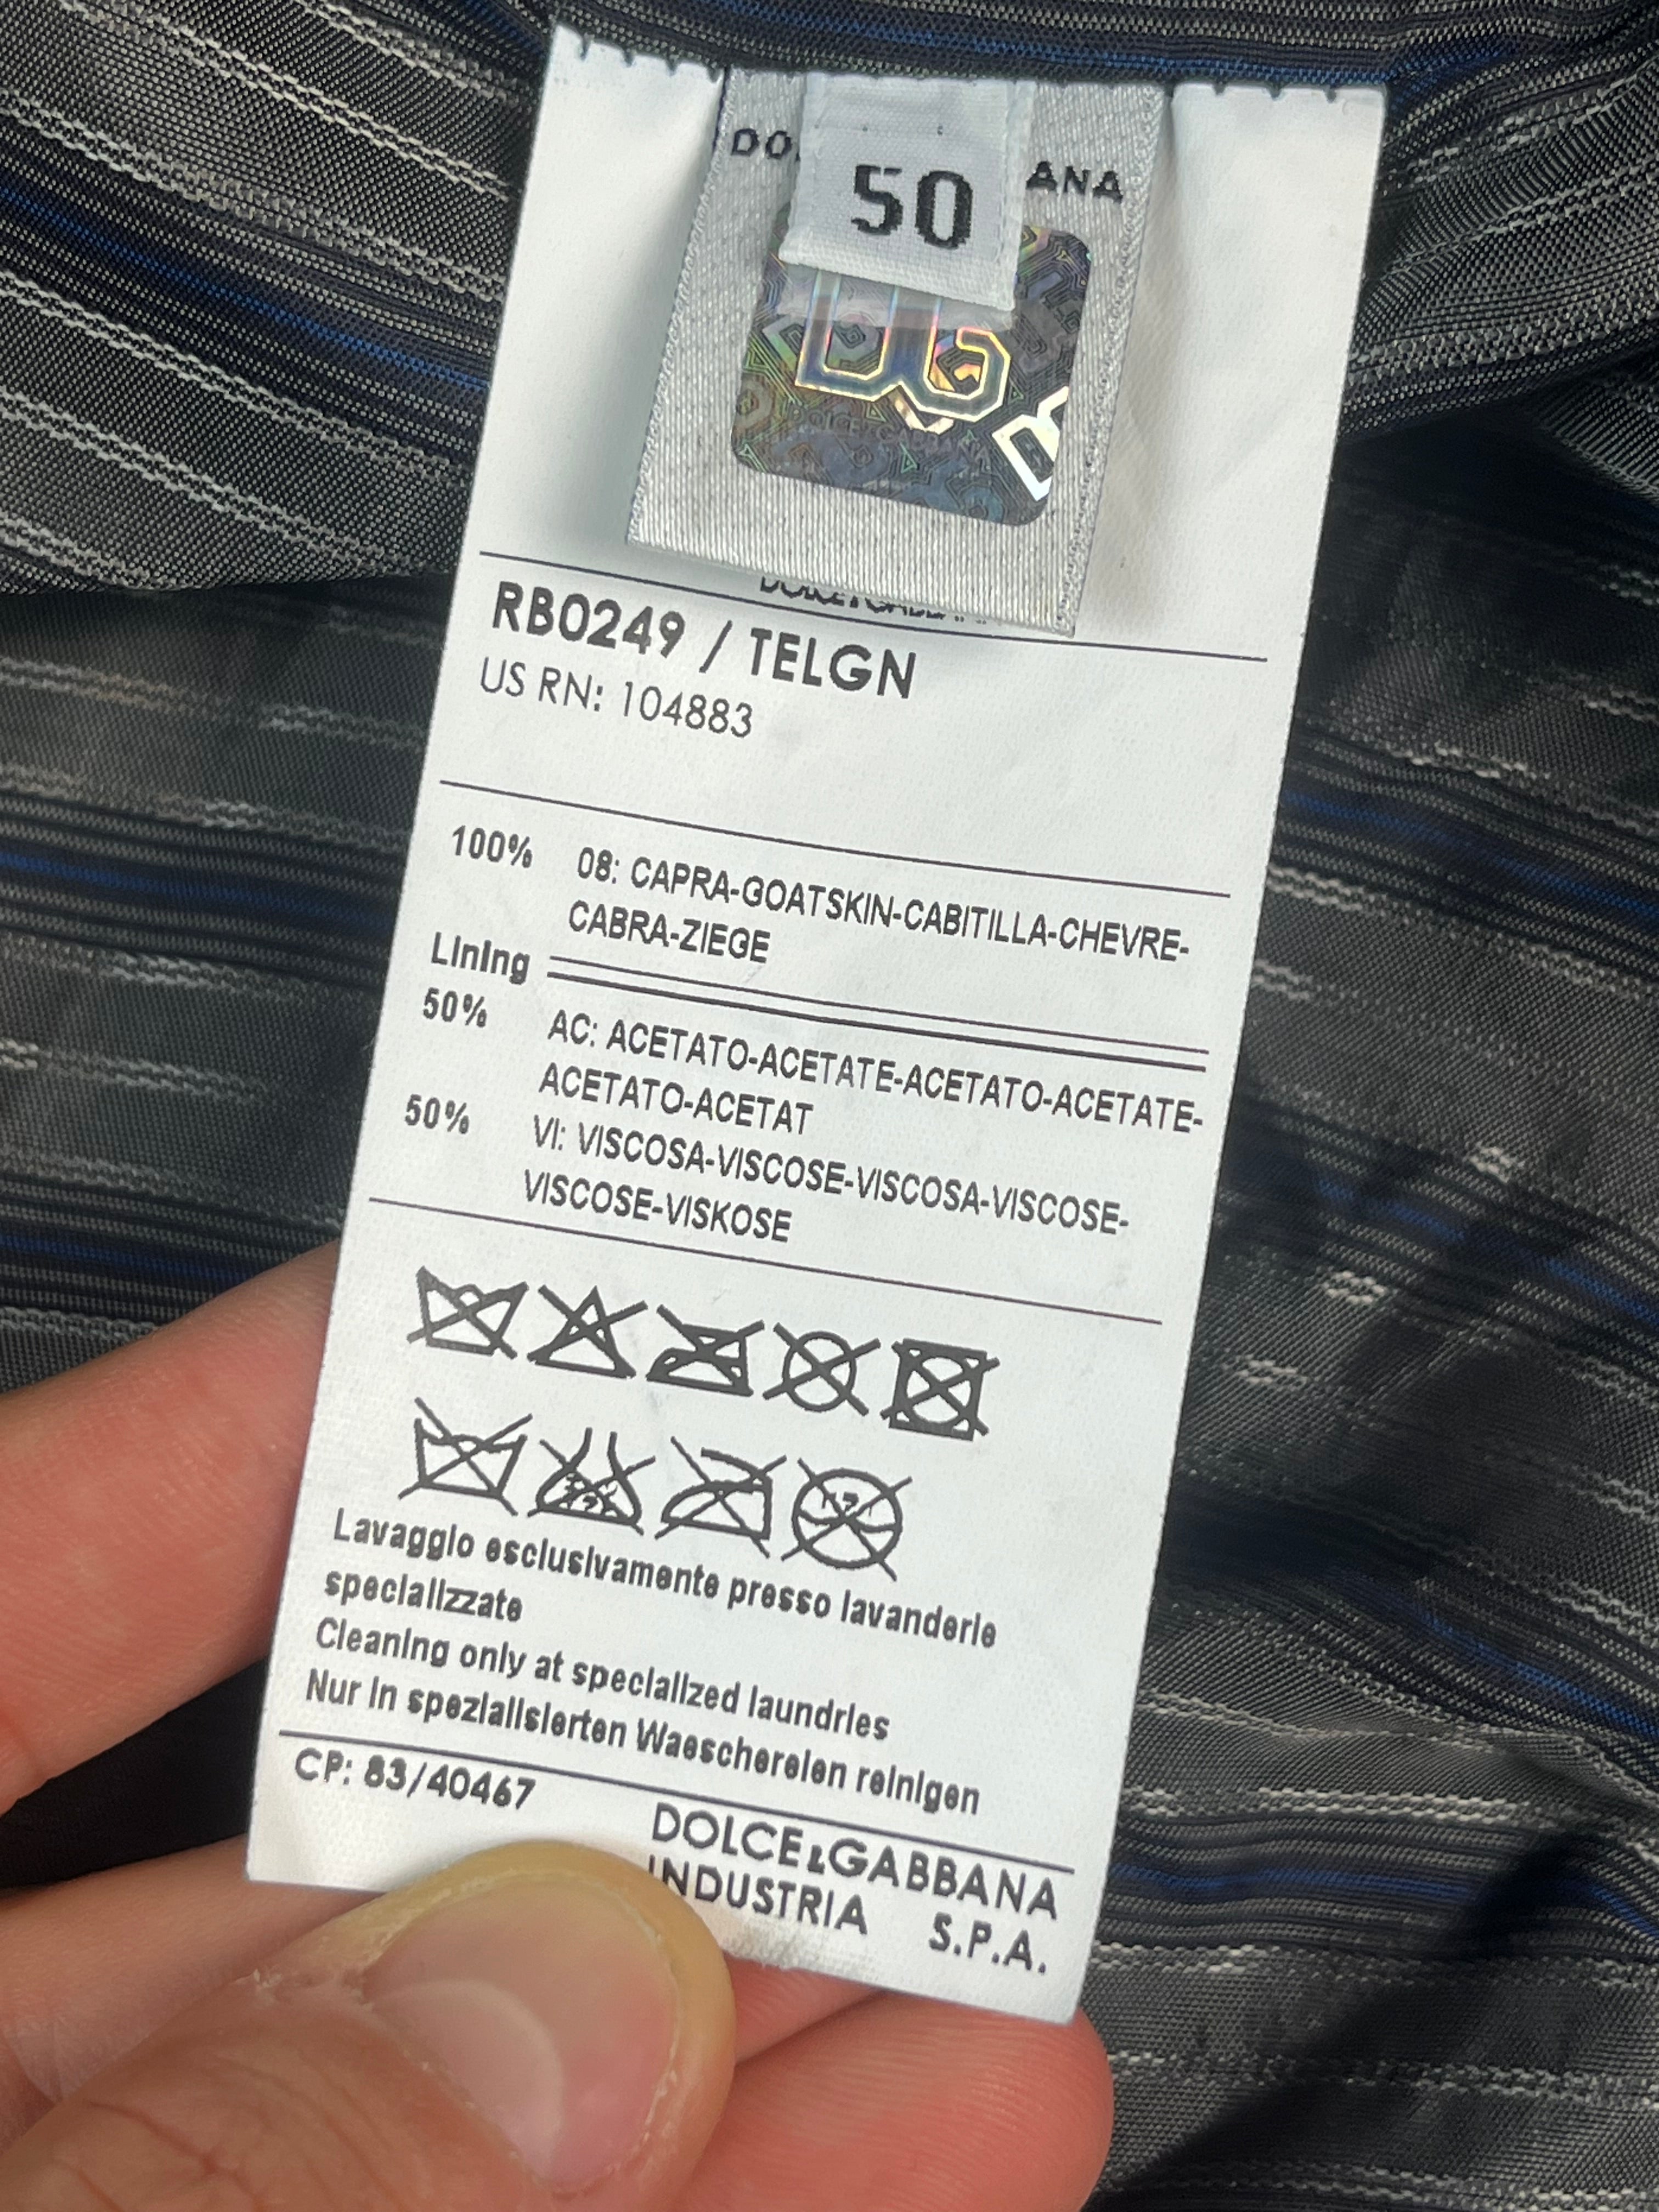 50
ANA
DG
RB0249 / TELGN
US RN: 104883
100% 08: CAPRA-GOATSKIN-CABITILLA-CHEVRE-
CABRA-ZIEGE
Lining
50% AC: ACETATO-ACETATE-ACETATO-ACETATE-
ACETATO-ACETAT
50% VI: VISCOSA-VISCOSE-VISCOSA-VISCOSE-
VISCOSE-VISKOSE
Lavaggio esclusivamente presso lavanderie
specializzate
Cleaning only at specialized laundries
Nur in spezialisierten Waeschereien reinigen
CP: 83/40467
DOLCE&GABBANA
INDUSTRIA S.P.A.